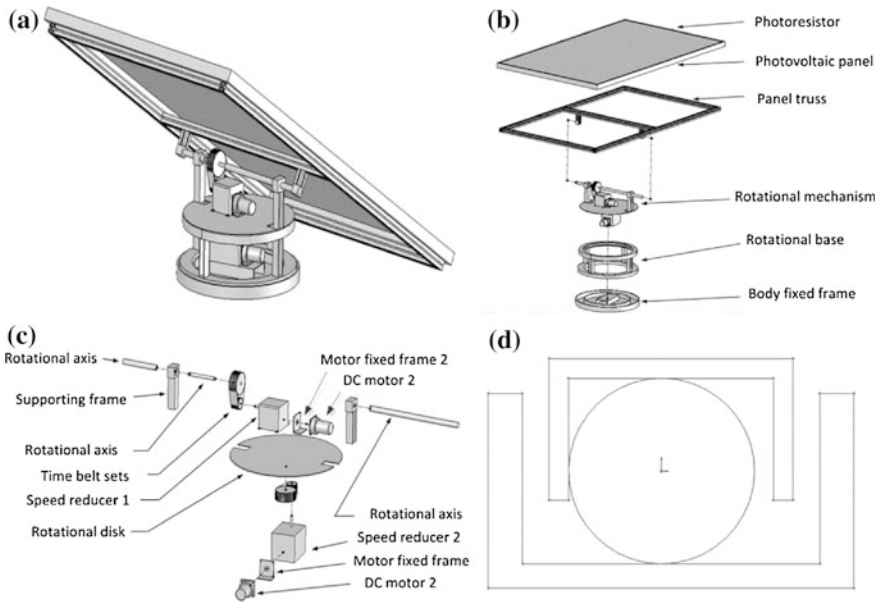 (a)
(b)
Photoresistor
Photovoltaic panel
Panel truss
Rotational mechanism
Rotational base
Body fixed frame
(c)
Rotational axis
Supporting frame
Rotational axis
Time belt sets
Speed reducer 1
Rotational disk
Motor fixed frame 2
DC motor 2
Rotational axis
Speed reducer 2
Motor fixed frame
DC motor 2
(d)